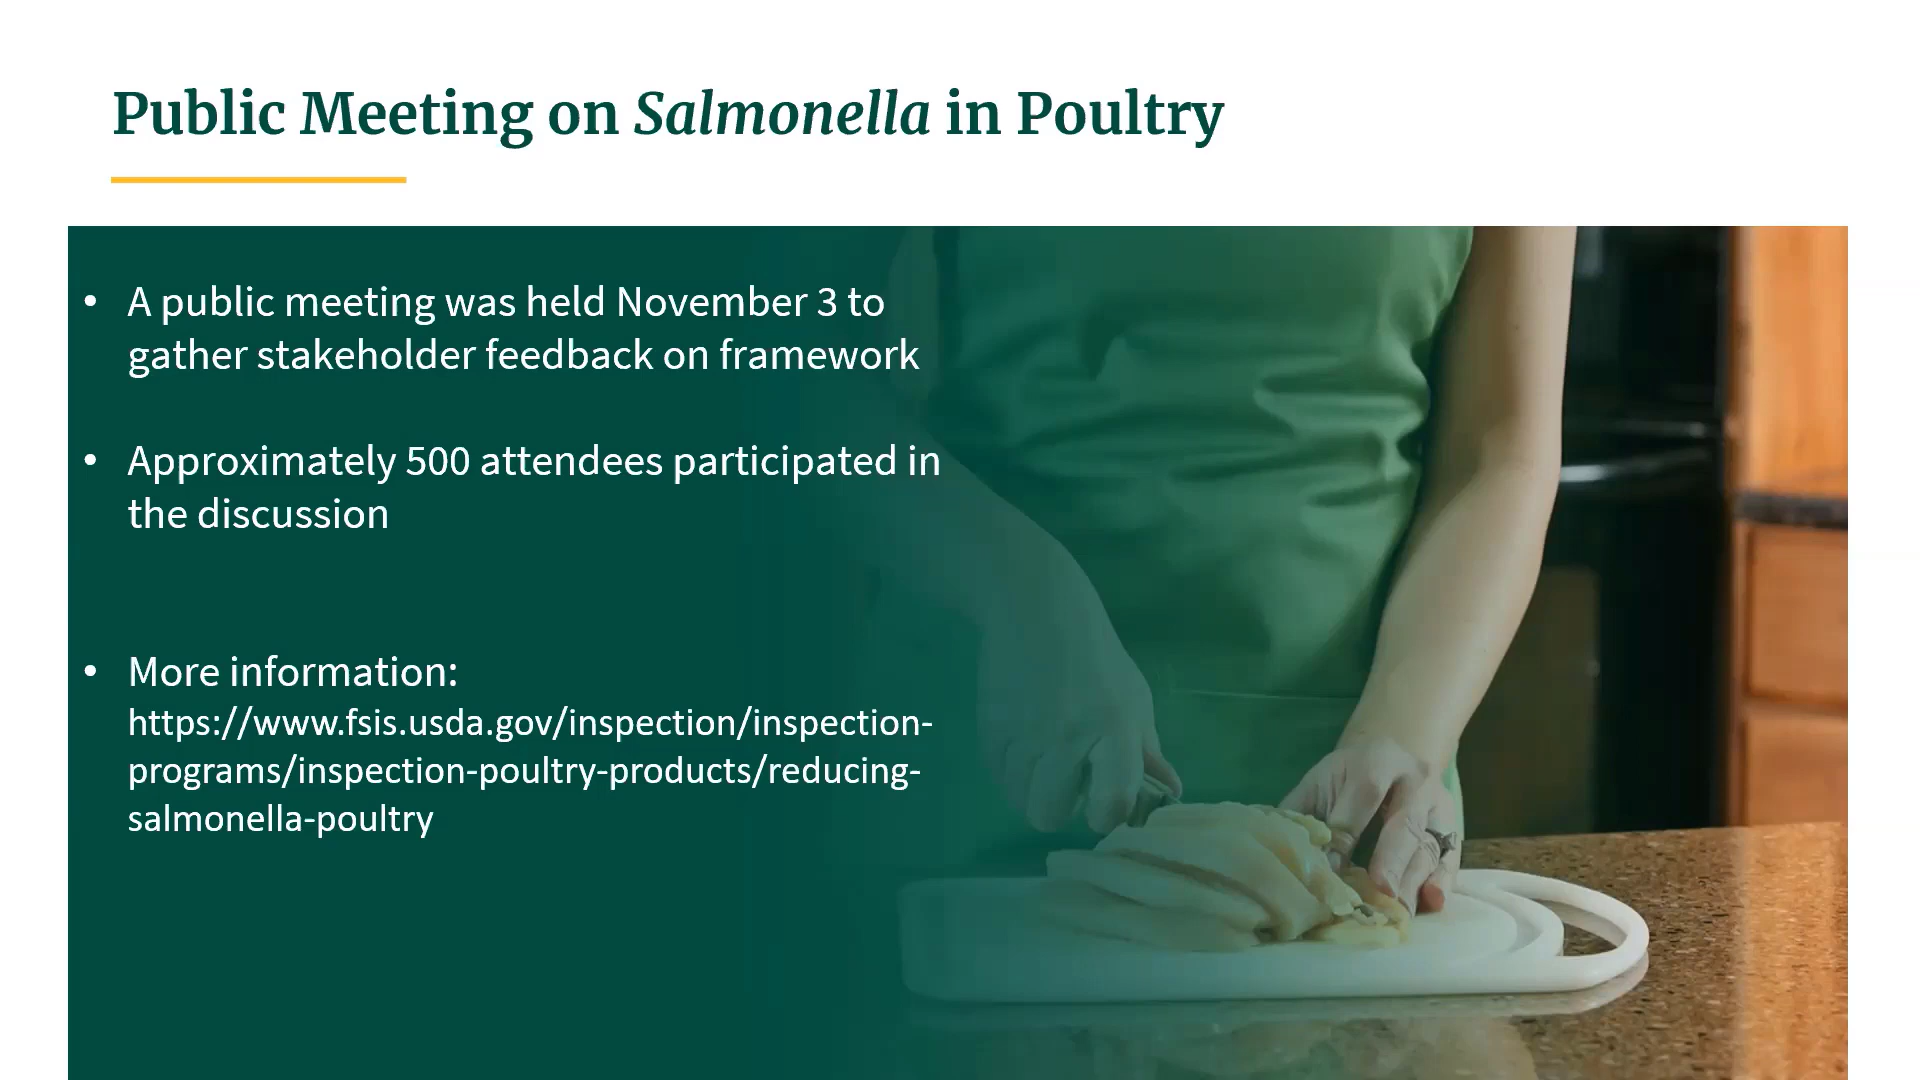 Public Meeting on Salmonella in Poultry
• A public meeting was held November 3 to
gather stakeholder feedback on framework
• Approximately 500 attendees participated in
the discussion
• More information:
https://www.fsis.usda.gov/inspection/inspection-
programs/inspection-poultry-products/reducing-
salmonella-poultry